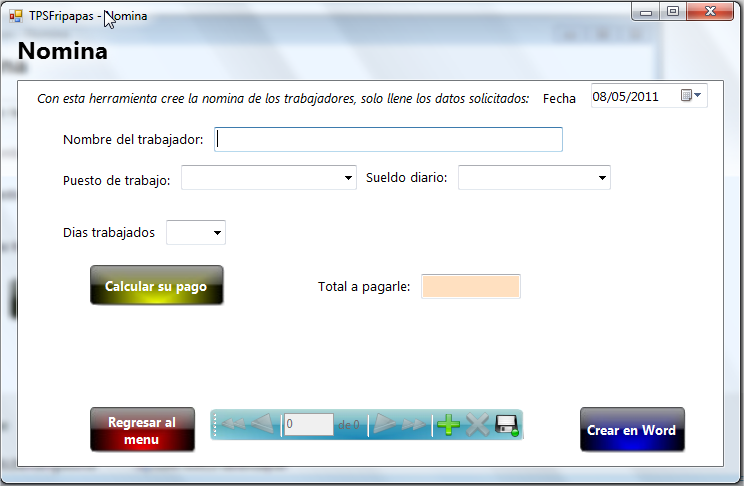 TPSFripapas - Nomina
Nomina
Con esta herramienta cree la nomina de los trabajadores, solo llene los datos solicitados: Fecha 08/05/2011
Nombre del trabajador:
Puesto de trabajo: Sueldo diario:
Dias trabajados
Calcular su pago Total a pagarle:
Regresar al
menu
0 de 0
Crear en Word